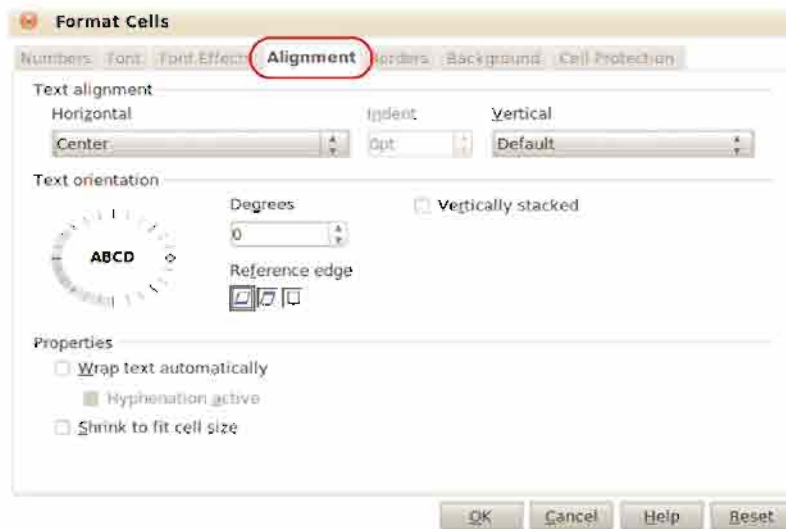 Format Cells
Numbers Font Font Effects Alignment Borders Background Cell Protection
Text alignment
Horizontal Indent Vertical
Center 0pt Default
Text orientation
Degrees Vertically stacked
ABCD 0
Reference edge
Properties
Wrap text automatically
Hyphenation active
Shrink to fit cell size
OK Cancel Help Reset